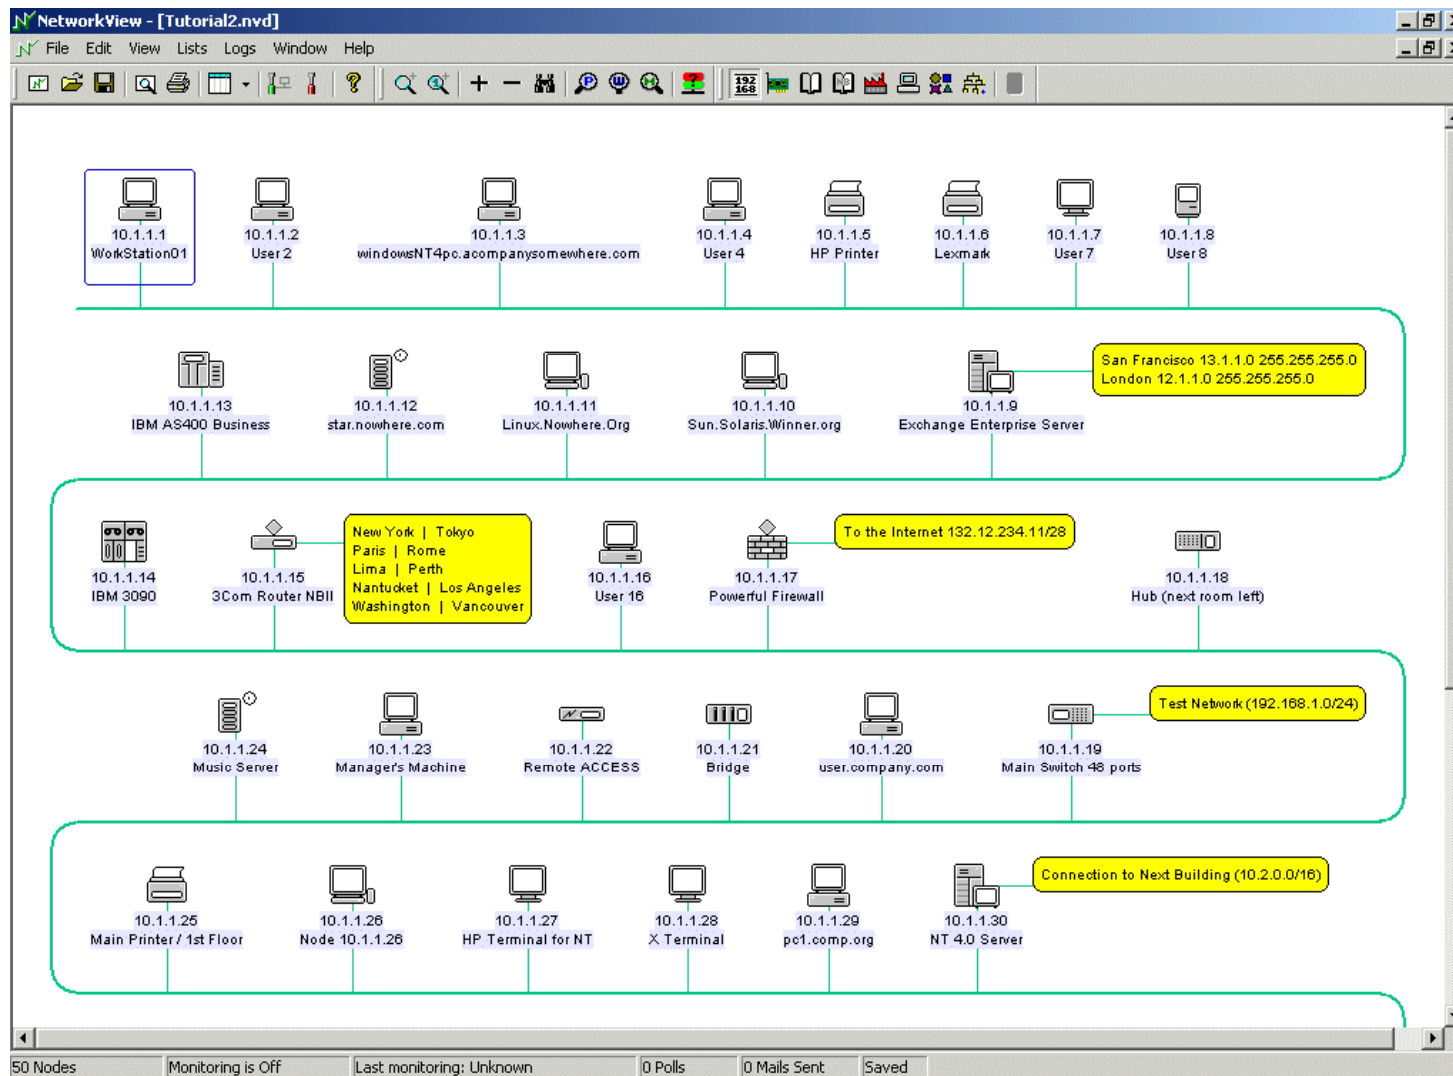 NetworkView - [Tutorial2.nvd]
File Edit View Lists Logs Window Help
192
168
10.1.1.1
WorkStation01
10.1.1.2
User 2
10.1.1.3
windowsNT4pc.acompanysomewhere.com
10.1.1.4
User 4
10.1.1.5
HP Printer
10.1.1.6
Lexmark
10.1.1.7
User 7
10.1.1.8
User 8
10.1.1.13
IBM AS400 Business
10.1.1.12
star.nowhere.com
10.1.1.11
Linux.Nowhere.Org
10.1.1.10
Sun.Solaris.Winner.org
10.1.1.9
Exchange Enterprise Server
San Francisco 13.1.1.0 255.255.255.0
London 12.1.1.0 255.255.255.0
10.1.1.14
IBM 3090
10.1.1.15
3Com Router NBII
New York | Tokyo
Paris | Rome
Lima | Perth
Nantucket | Los Angeles
Washington | Vancouver
10.1.1.16
User 16
10.1.1.17
Powerful Firewall
To the Internet 132.12.234.11/28
10.1.1.18
Hub (next room left)
10.1.1.24
Music Server
10.1.1.23
Manager's Machine
10.1.1.22
Remote ACCESS
10.1.1.21
Bridge
10.1.1.20
user.company.com
10.1.1.19
Main Switch 48 ports
Test Network (192.168.1.0/24)
10.1.1.25
Main Printer / 1st Floor
10.1.1.26
Node 10.1.1.26
10.1.1.27
HP Terminal for NT
10.1.1.28
X Terminal
10.1.1.29
pc1.comp.org
10.1.1.30
NT 4.0 Server
Connection to Next Building (10.2.0.0/16)
50 Nodes Monitoring is Off Last monitoring: Unknown 0 Polls 0 Mails Sent Saved